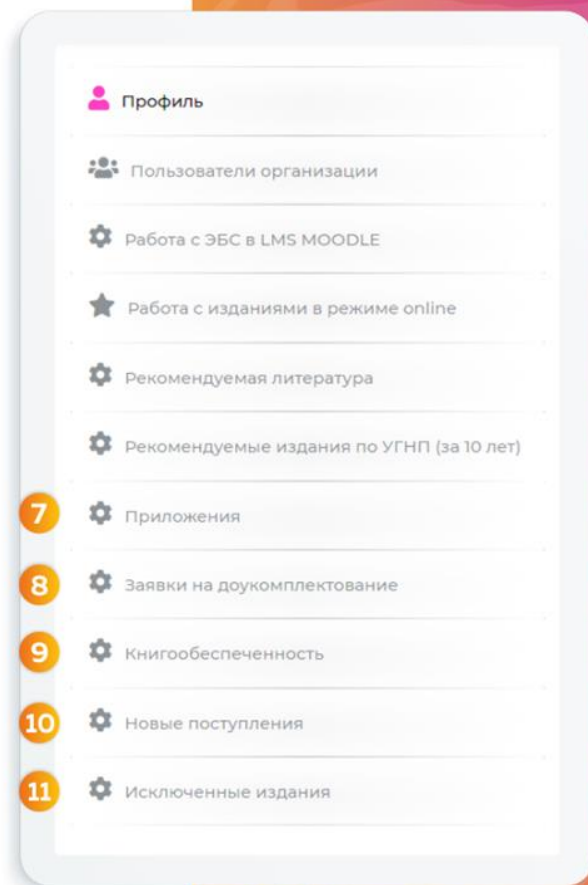 Профиль
Пользователи организации
Работа с ЭБС в LMS MOODLE
Работа с изданиями в режиме online
Рекомендуемая литература
Рекомендуемые издания по УГНП (за 10 лет)
7 Приложения
8 Заявки на доукомплектование
9 Книгообеспеченность
10 Новые поступления
11 Исключенные издания